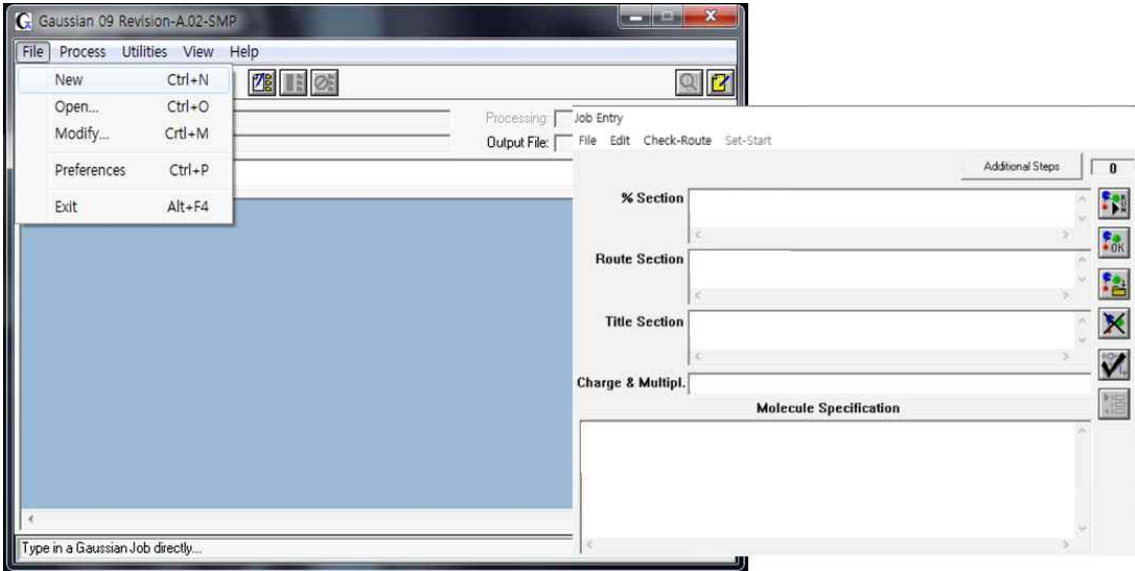 Gaussian 09 Revision-A.02-SMP
File Process Utilities View Help
New Ctrl+N
Open... Ctrl+O
Modify... Crtl+M
Preferences Ctrl+P
Exit Alt+F4
Processing:
Output File:
Type in a Gaussian Job directly...
Job Entry
File Edit Check-Route Set-Start
Additional Steps 0
% Section
Route Section
Title Section
Charge & Multipl.
Molecule Specification
OK